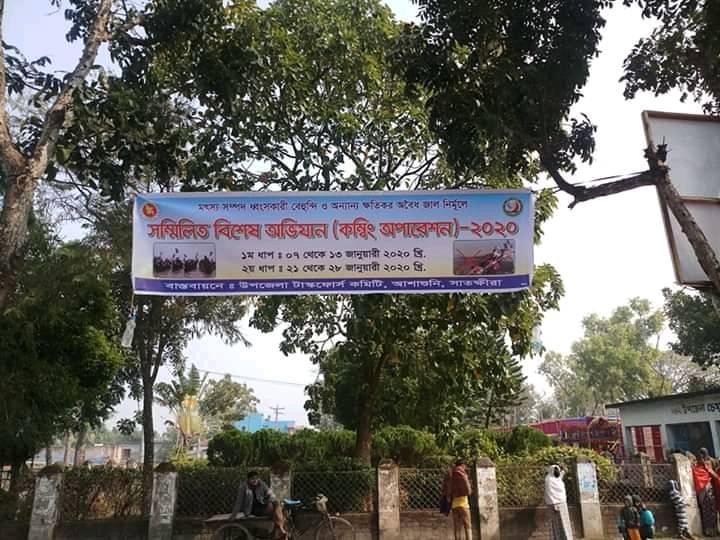 মৎস্য সম্পদ ধ্বংসকারী বেহুন্দি ও অন্যান্য ক্ষতিকর অবৈধ জাল নির্মূলে
সম্মিলিত বিশেষ অভিযান (কম্বিং অপারেশন)-২০২০
১ম ধাপ : ০৭ থেকে ১৩ জানুয়ারী ২০২০ খ্রি.
২য় ধাপ : ২১ থেকে ২৮ জানুয়ারী ২০২০ খ্রি.
বাস্তবায়নে : উপজেলা টাস্কফোর্স কমিটি, আশাশুনি, সাতক্ষীরা
উপজেলা